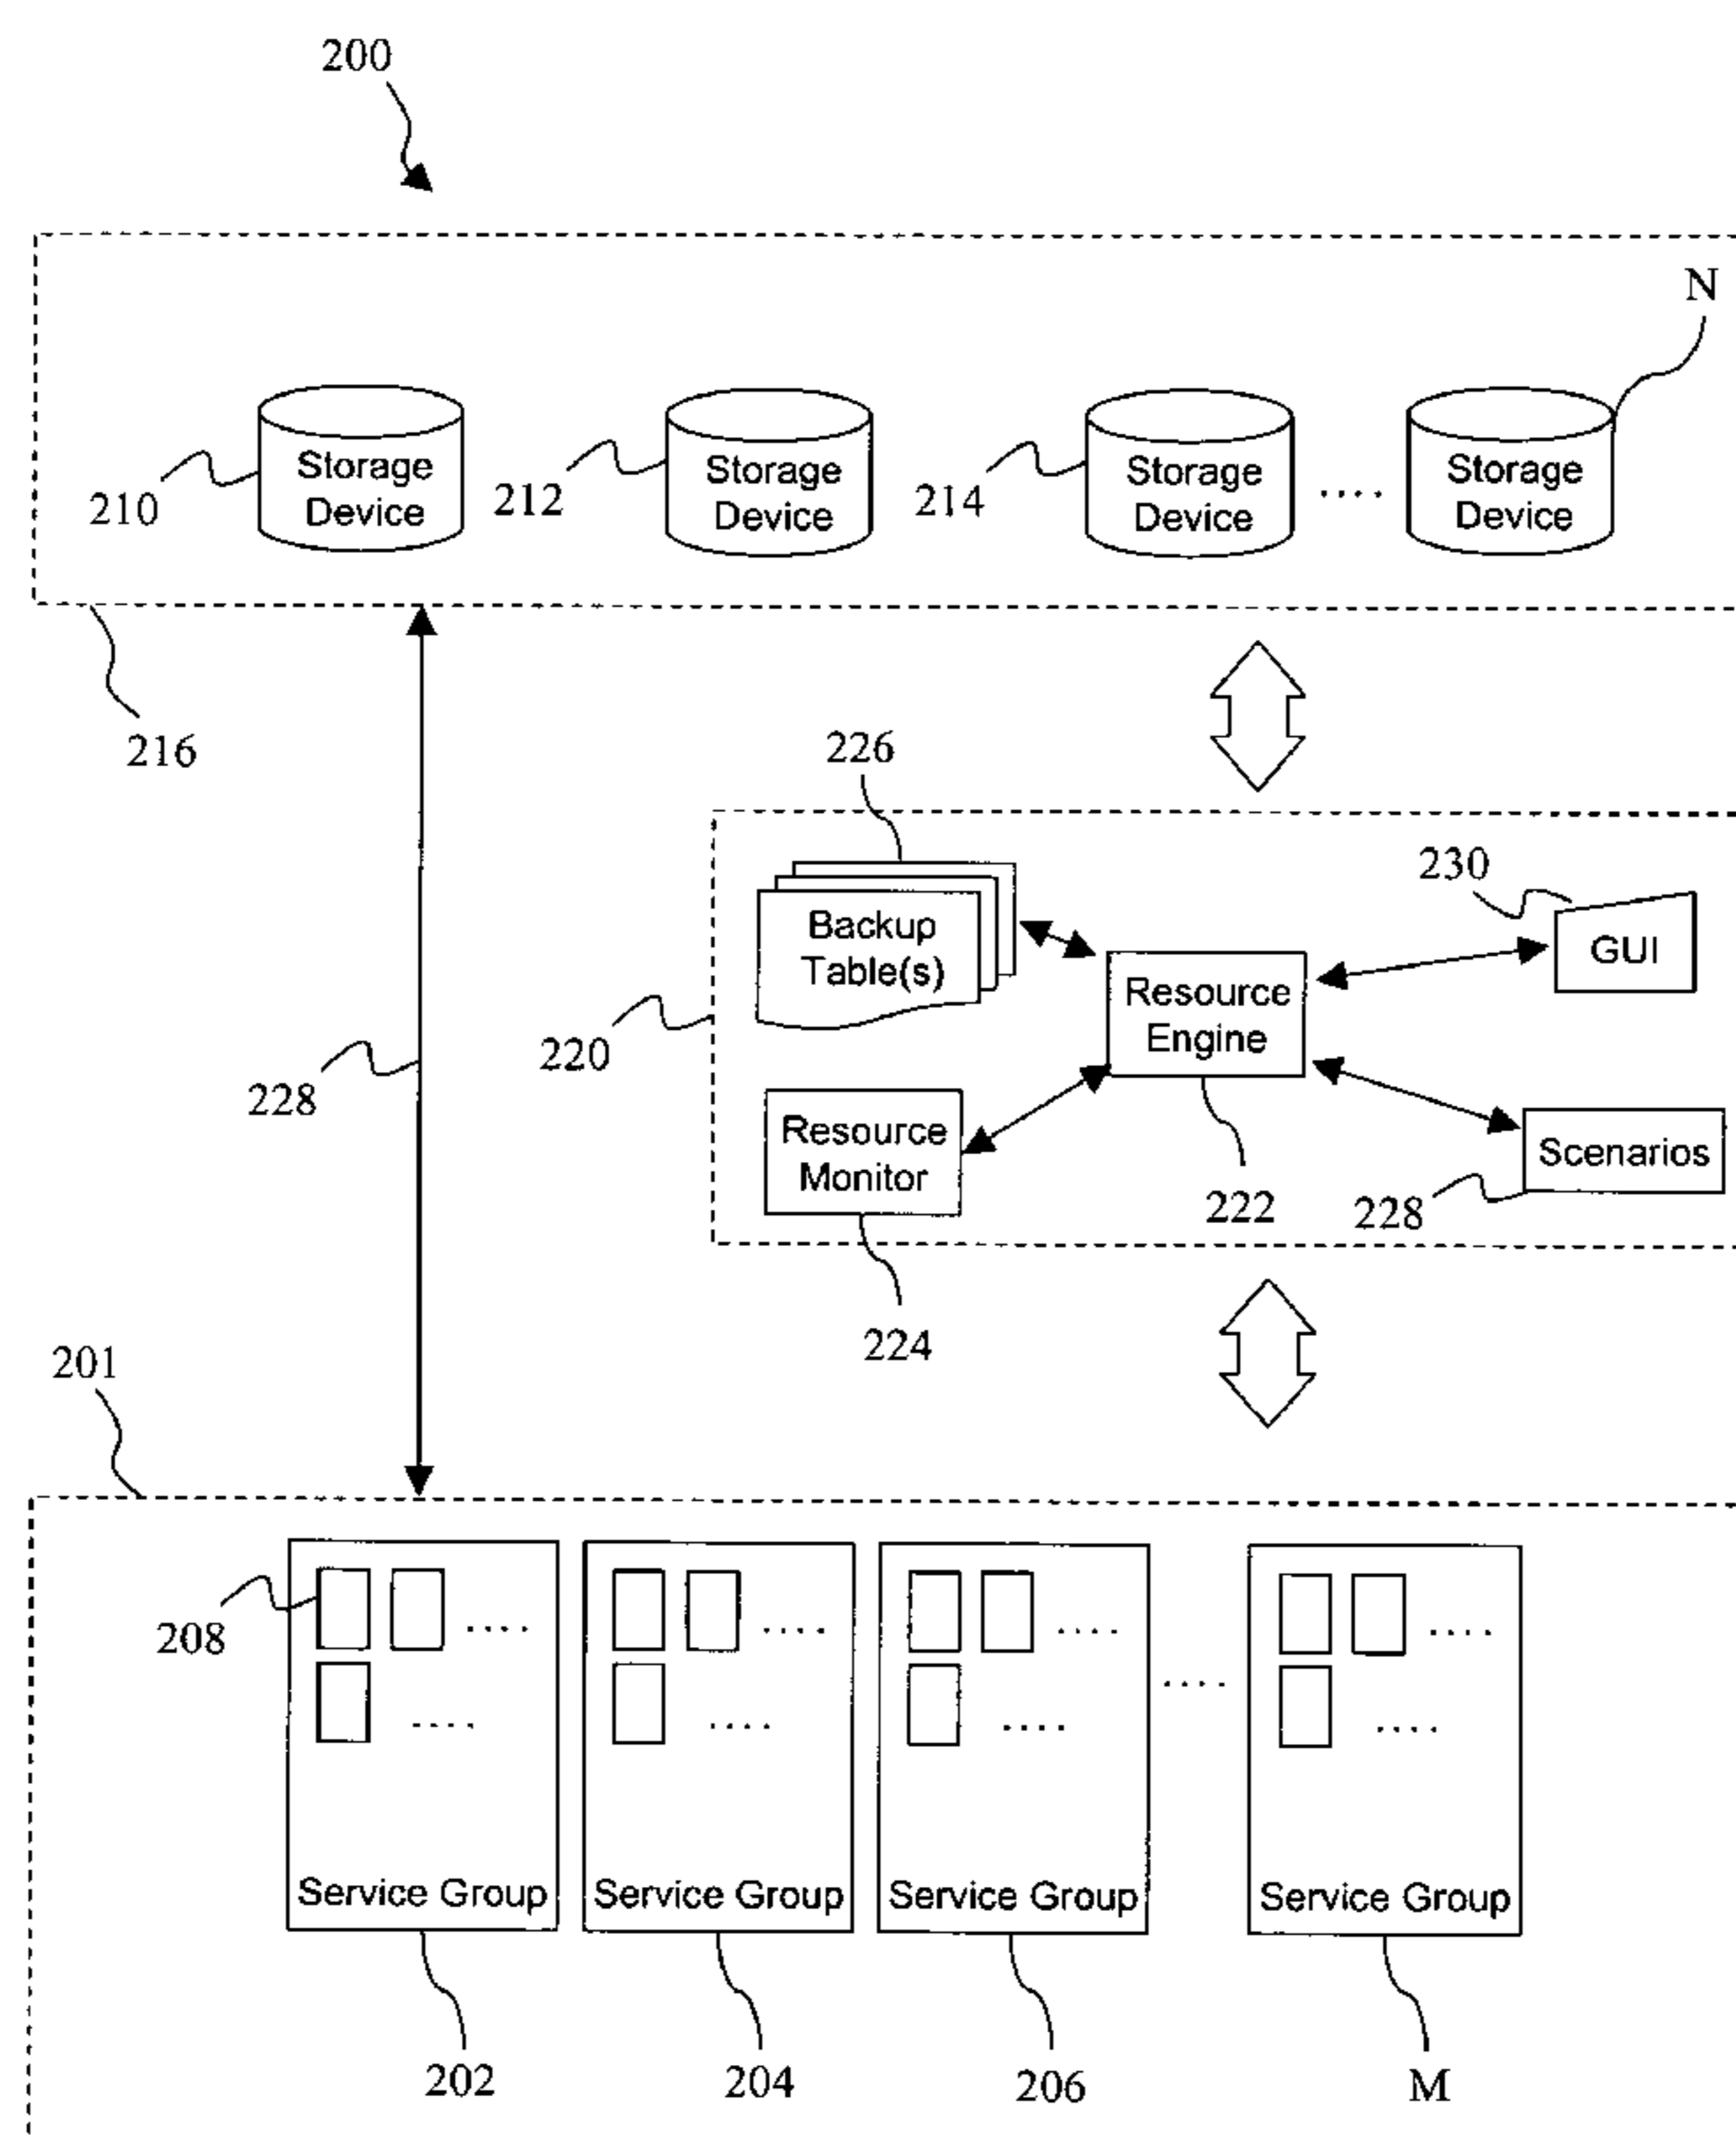 200
N
Storage
Device
Storage
Device
Storage
Device
....
Storage
Device
210
212
214
216
226
230
Backup
Table(s)
GUI
Resource
Engine
220
228
Resource
Monitor
Scenarios
222
228
224
201
208
....
....
....
....
....
....
....
....
....
Service Group
Service Group
Service Group
Service Group
202
204
206
M